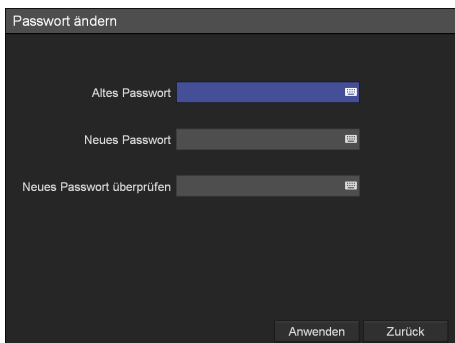 Passwort ändern
Altes Passwort
Neues Passwort
Neues Passwort überprüfen
Anwenden Zurück